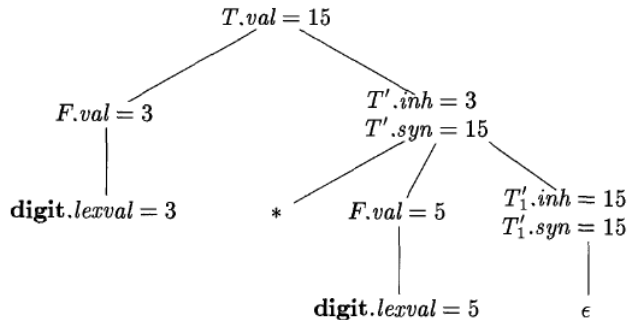 T.val = 15
F.val = 3
T′.inh = 3
T′.syn = 15
digit.lexval = 3
*
F.val = 5
T′₁.inh = 15
T′₁.syn = 15
digit.lexval = 5
ϵ